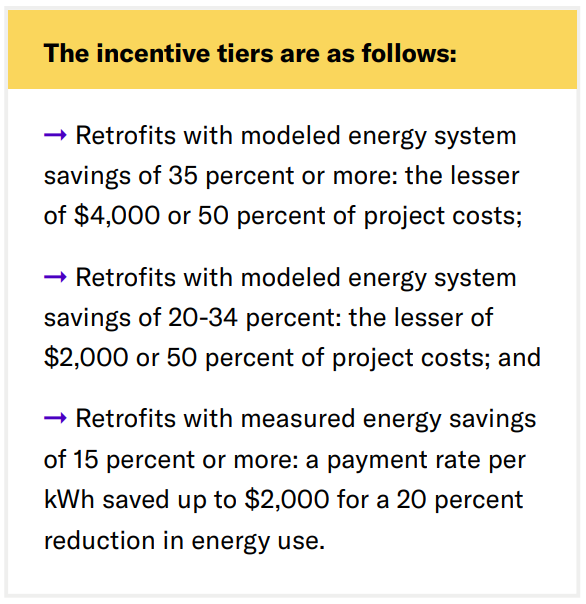 The incentive tiers are as follows:
→ Retrofits with modeled energy system
savings of 35 percent or more: the lesser
of $4,000 or 50 percent of project costs;
→ Retrofits with modeled energy system
savings of 20-34 percent: the lesser of
$2,000 or 50 percent of project costs; and
→ Retrofits with measured energy savings
of 15 percent or more: a payment rate per
kWh saved up to $2,000 for a 20 percent
reduction in energy use.